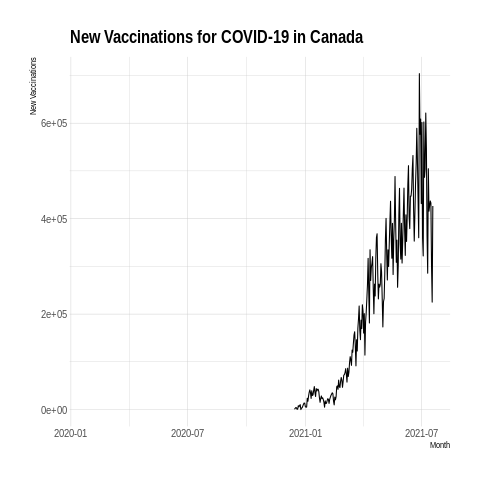 New Vaccinations for COVID-19 in Canada
New Vaccinations
6e+05
4e+05
2e+05
0e+00
2020-01 2020-07 2021-01 2021-07
Month